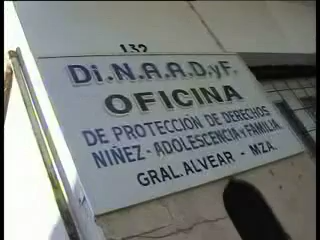 132
Di.N.A.A.D.yF.
OFICINA
DE PROTECCIÓN DE DERECHOS
NIÑEZ - ADOLESCENCIA Y FAMILIA.
GRAL. ALVEAR - MZA.